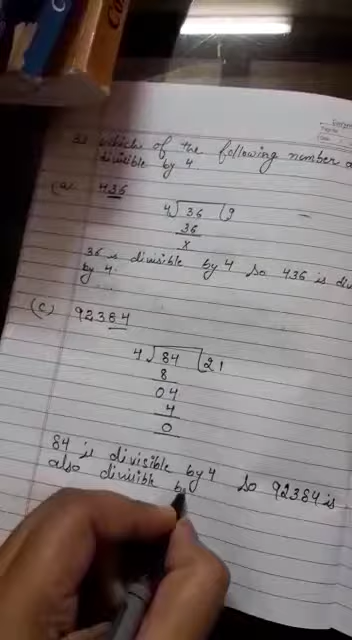 3. Which of the following number
divisible by 4.
(a) 436
4 √36 9
36
x
36 is divisible by 4 So 436 is div
by 4.
(c) 92384
4 √84 21
8
04
4
0
84 is divisible by 4 So 92384 is
also divisible by